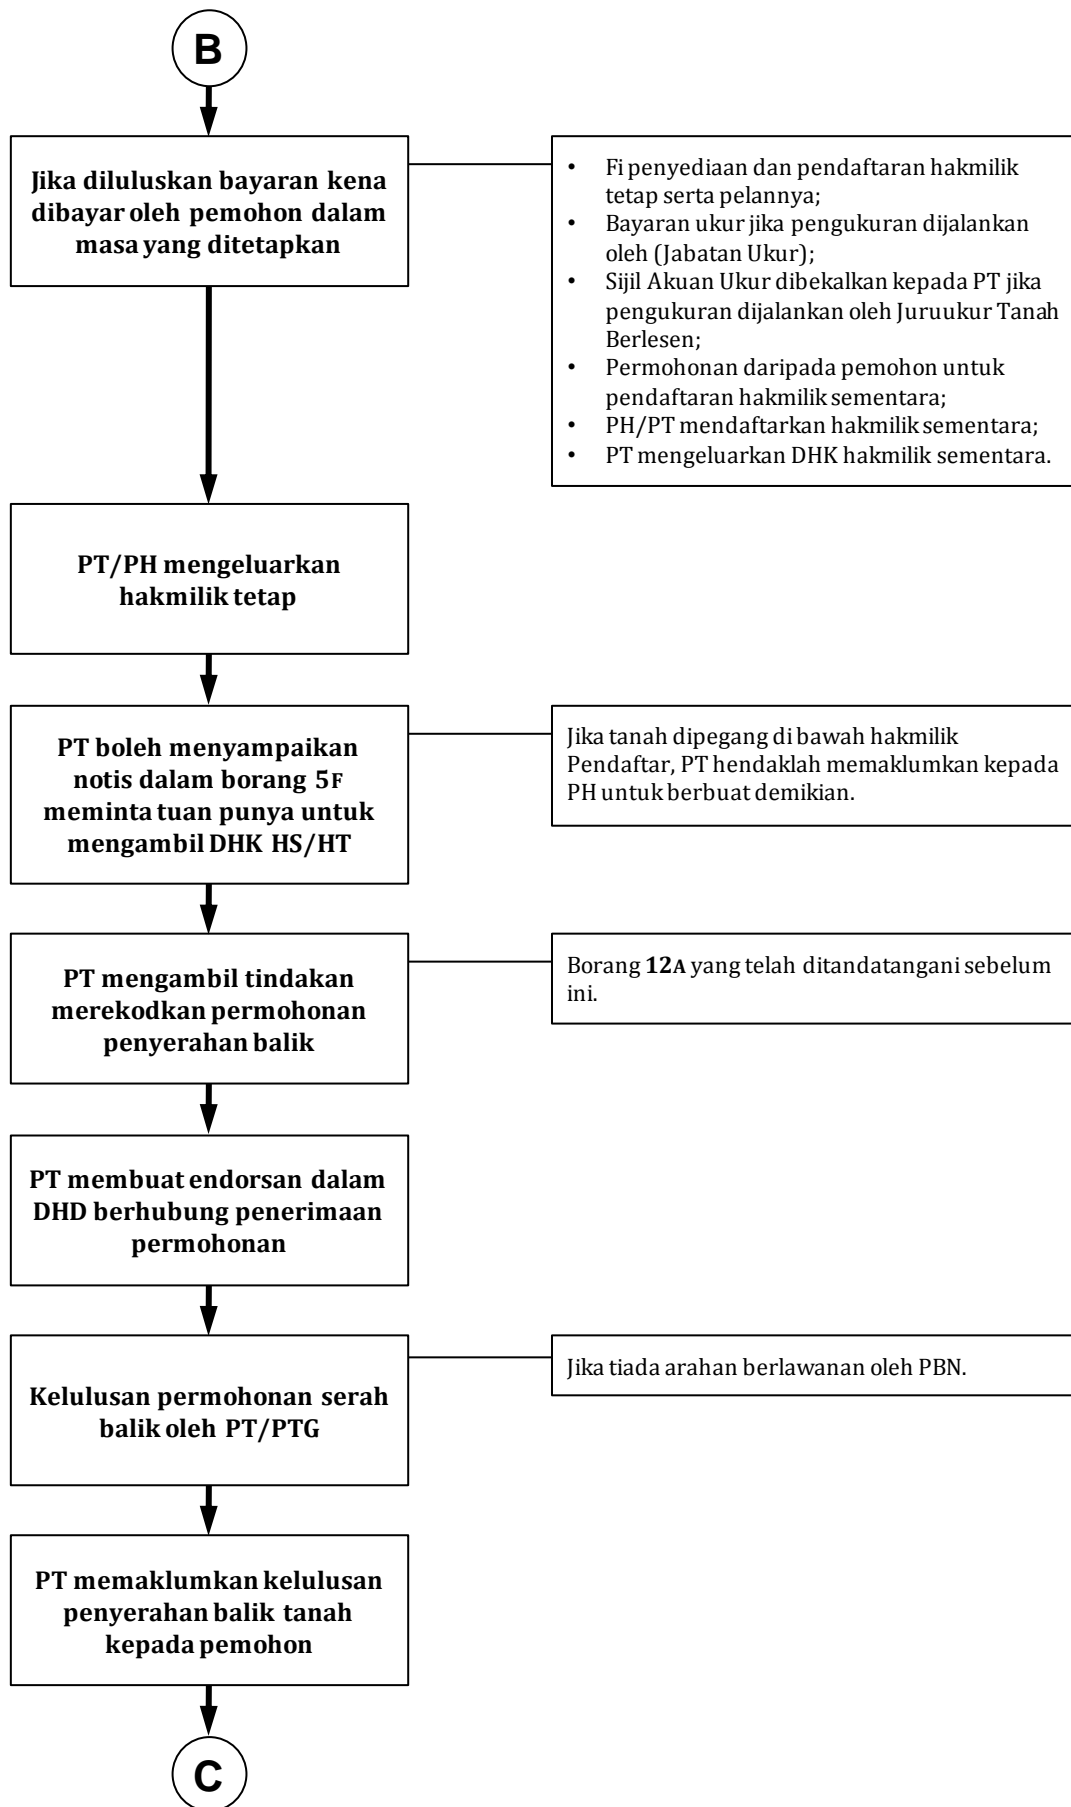 B
Jika diluluskan bayaran kena
dibayar oleh pemohon dalam
masa yang ditetapkan
• Fi penyediaan dan pendaftaran hakmilik
tetap serta pelannya;
• Bayaran ukur jika pengukuran dijalankan
oleh (Jabatan Ukur);
• Sijil Akuan Ukur dibekalkan kepada PT jika
pengukuran dijalankan oleh Juruukur Tanah
Berlesen;
• Permohonan daripada pemohon untuk
pendaftaran hakmilik sementara;
• PH/PT mendaftarkan hakmilik sementara;
• PT mengeluarkan DHK hakmilik sementara.
PT/PH mengeluarkan
hakmilik tetap
PT boleh menyampaikan
notis dalam borang 5F
meminta tuan punya untuk
mengambil DHK HS/HT
Jika tanah dipegang di bawah hakmilik
Pendaftar, PT hendaklah memaklumkan kepada
PH untuk berbuat demikian.
PT mengambil tindakan
merekodkan permohonan
penyerahan balik
Borang 12A yang telah ditandatangani sebelum
ini.
PT membuat endorsan dalam
DHD berhubung penerimaan
permohonan
Kelulusan permohonan serah
balik oleh PT/PTG
Jika tiada arahan berlawanan oleh PBN.
PT memaklumkan kelulusan
penyerahan balik tanah
kepada pemohon
C